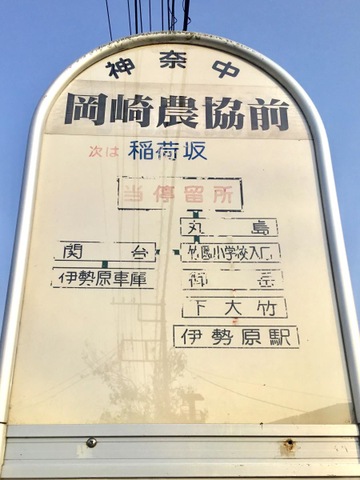 神奈中
岡崎農協前
次は 稲荷坂
当停留所
丸島
関台 竹園小学校入口
伊勢原車庫
下大竹
伊勢原駅